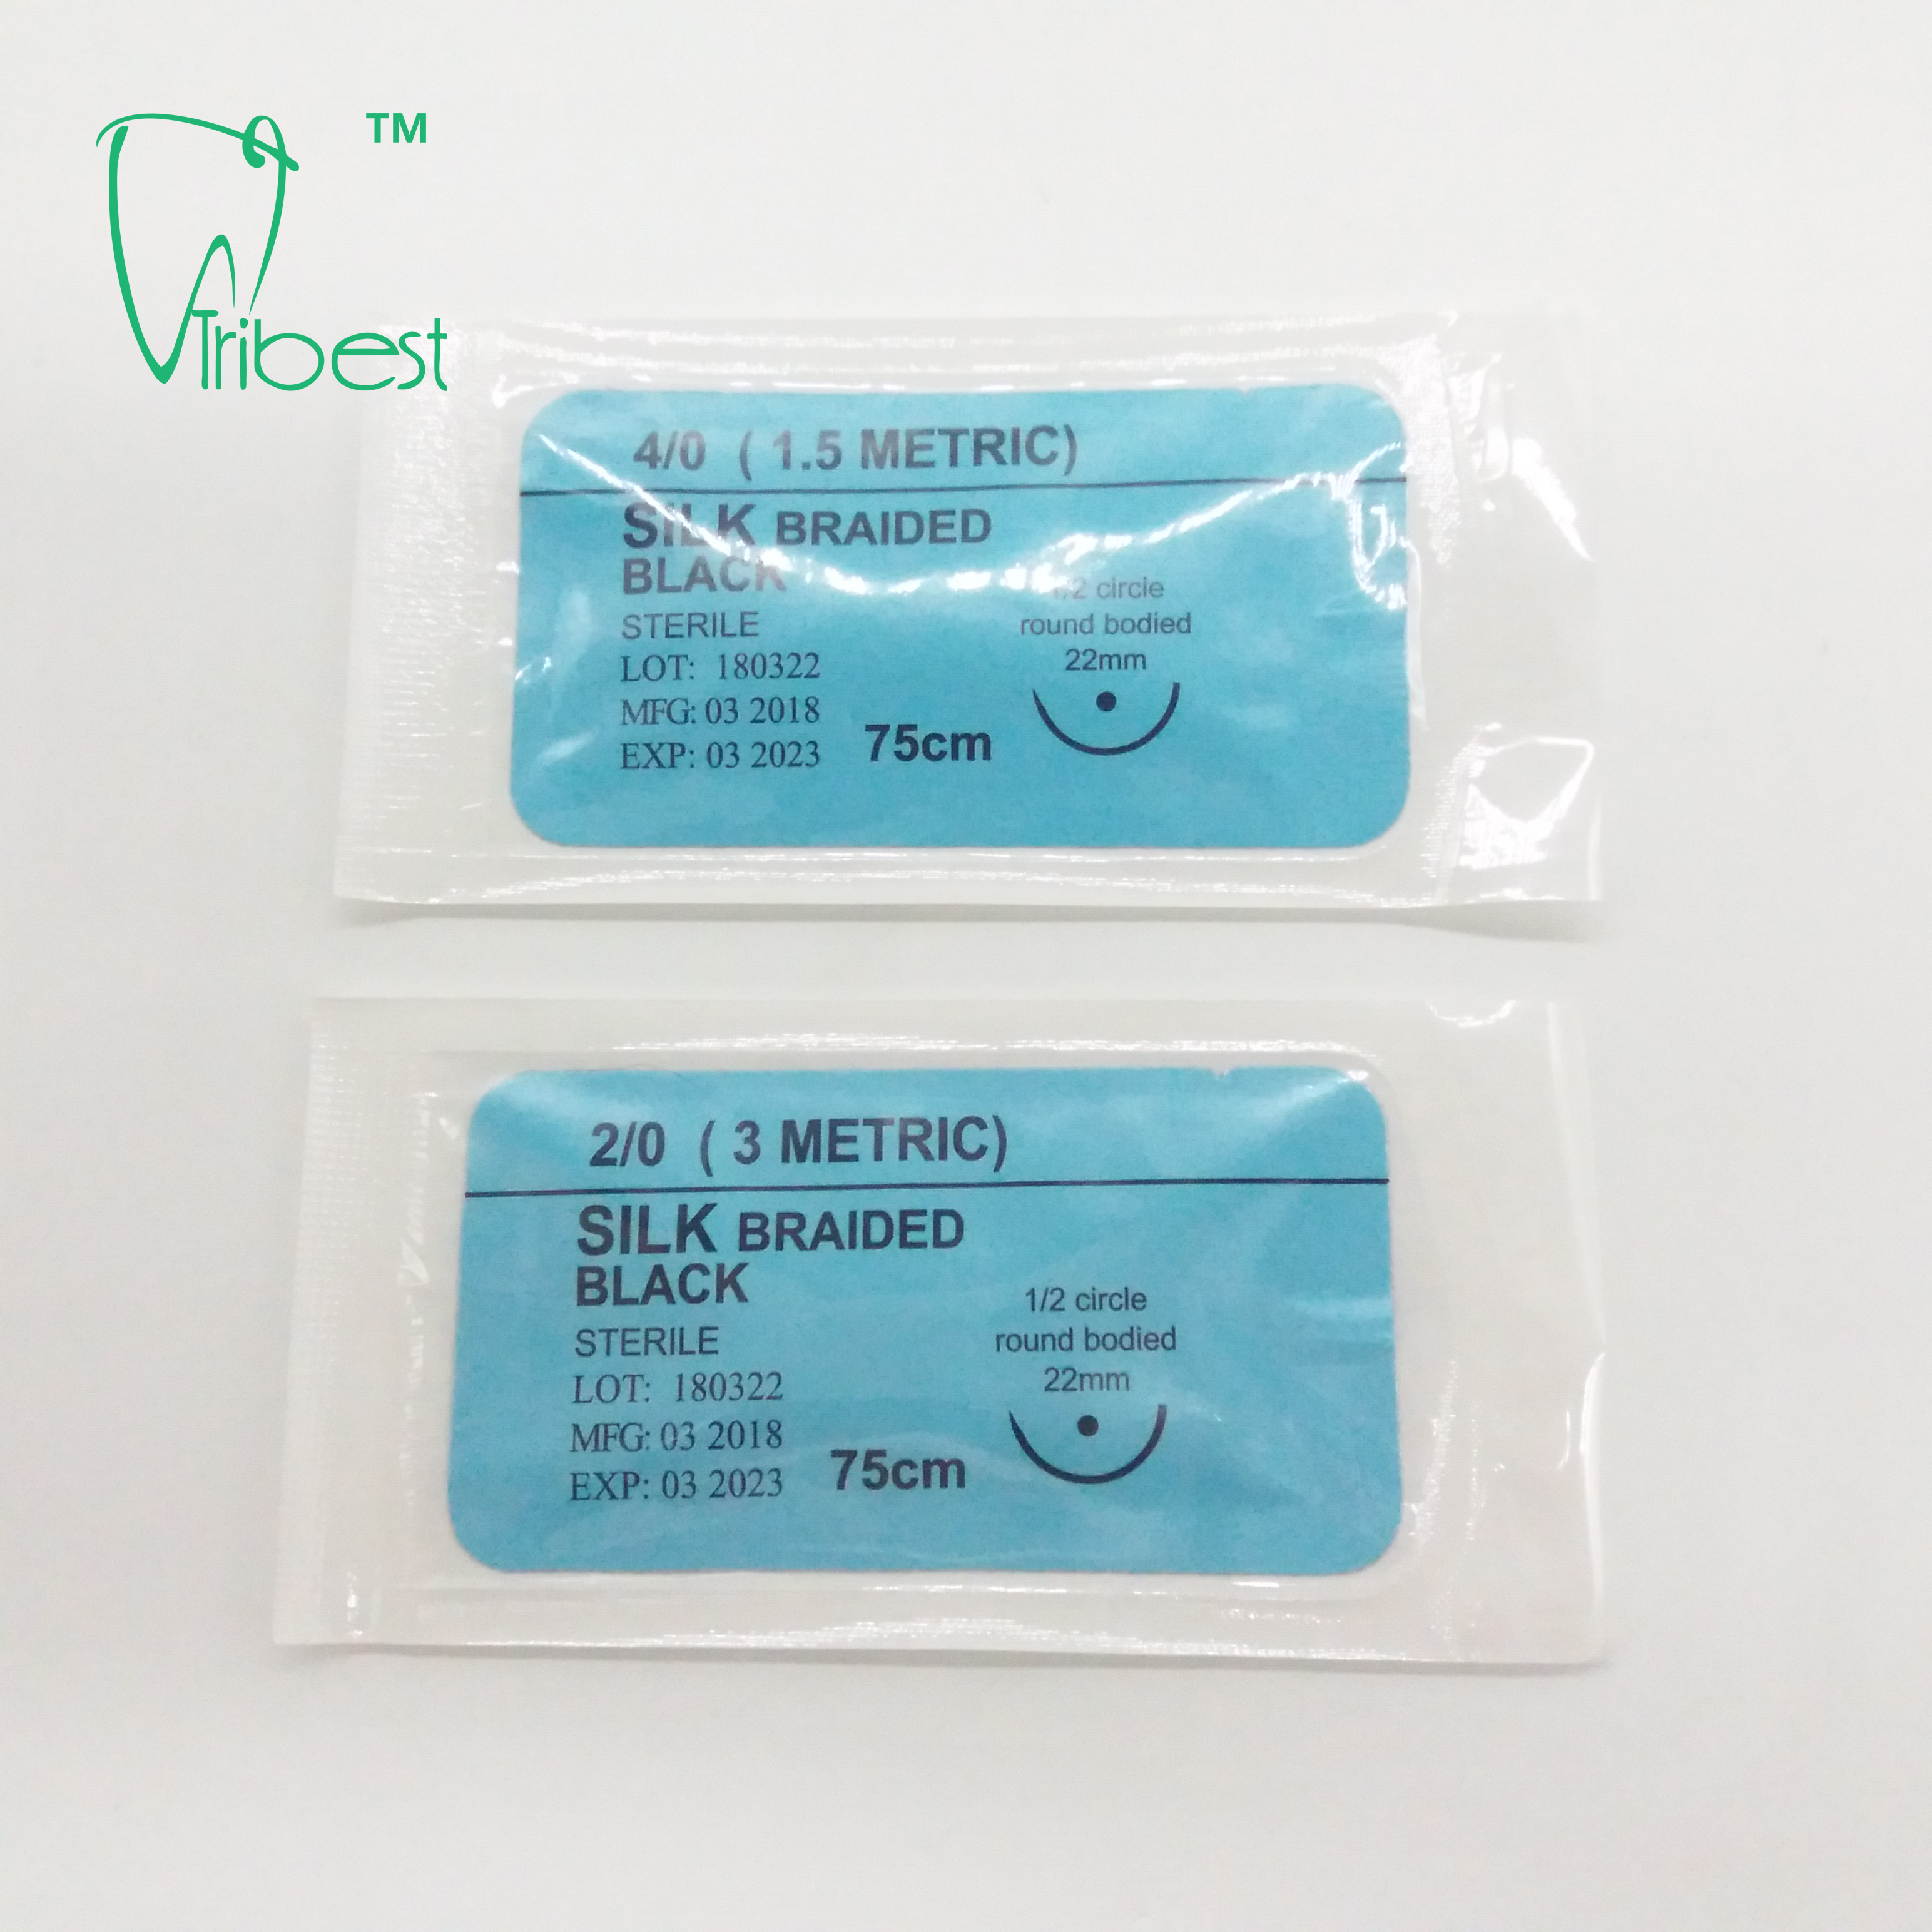 TM
Tribest
4/0 ( 1.5 METRIC)
SILK BRAIDED
BLACK
STERILE
LOT: 180322
MFG: 03 2018
EXP: 03 2023
75cm
1/2 circle
round bodied
22mm
2/0 ( 3 METRIC)
SILK BRAIDED
BLACK
STERILE
LOT: 180322
MFG: 03 2018
EXP: 03 2023
75cm
1/2 circle
round bodied
22mm